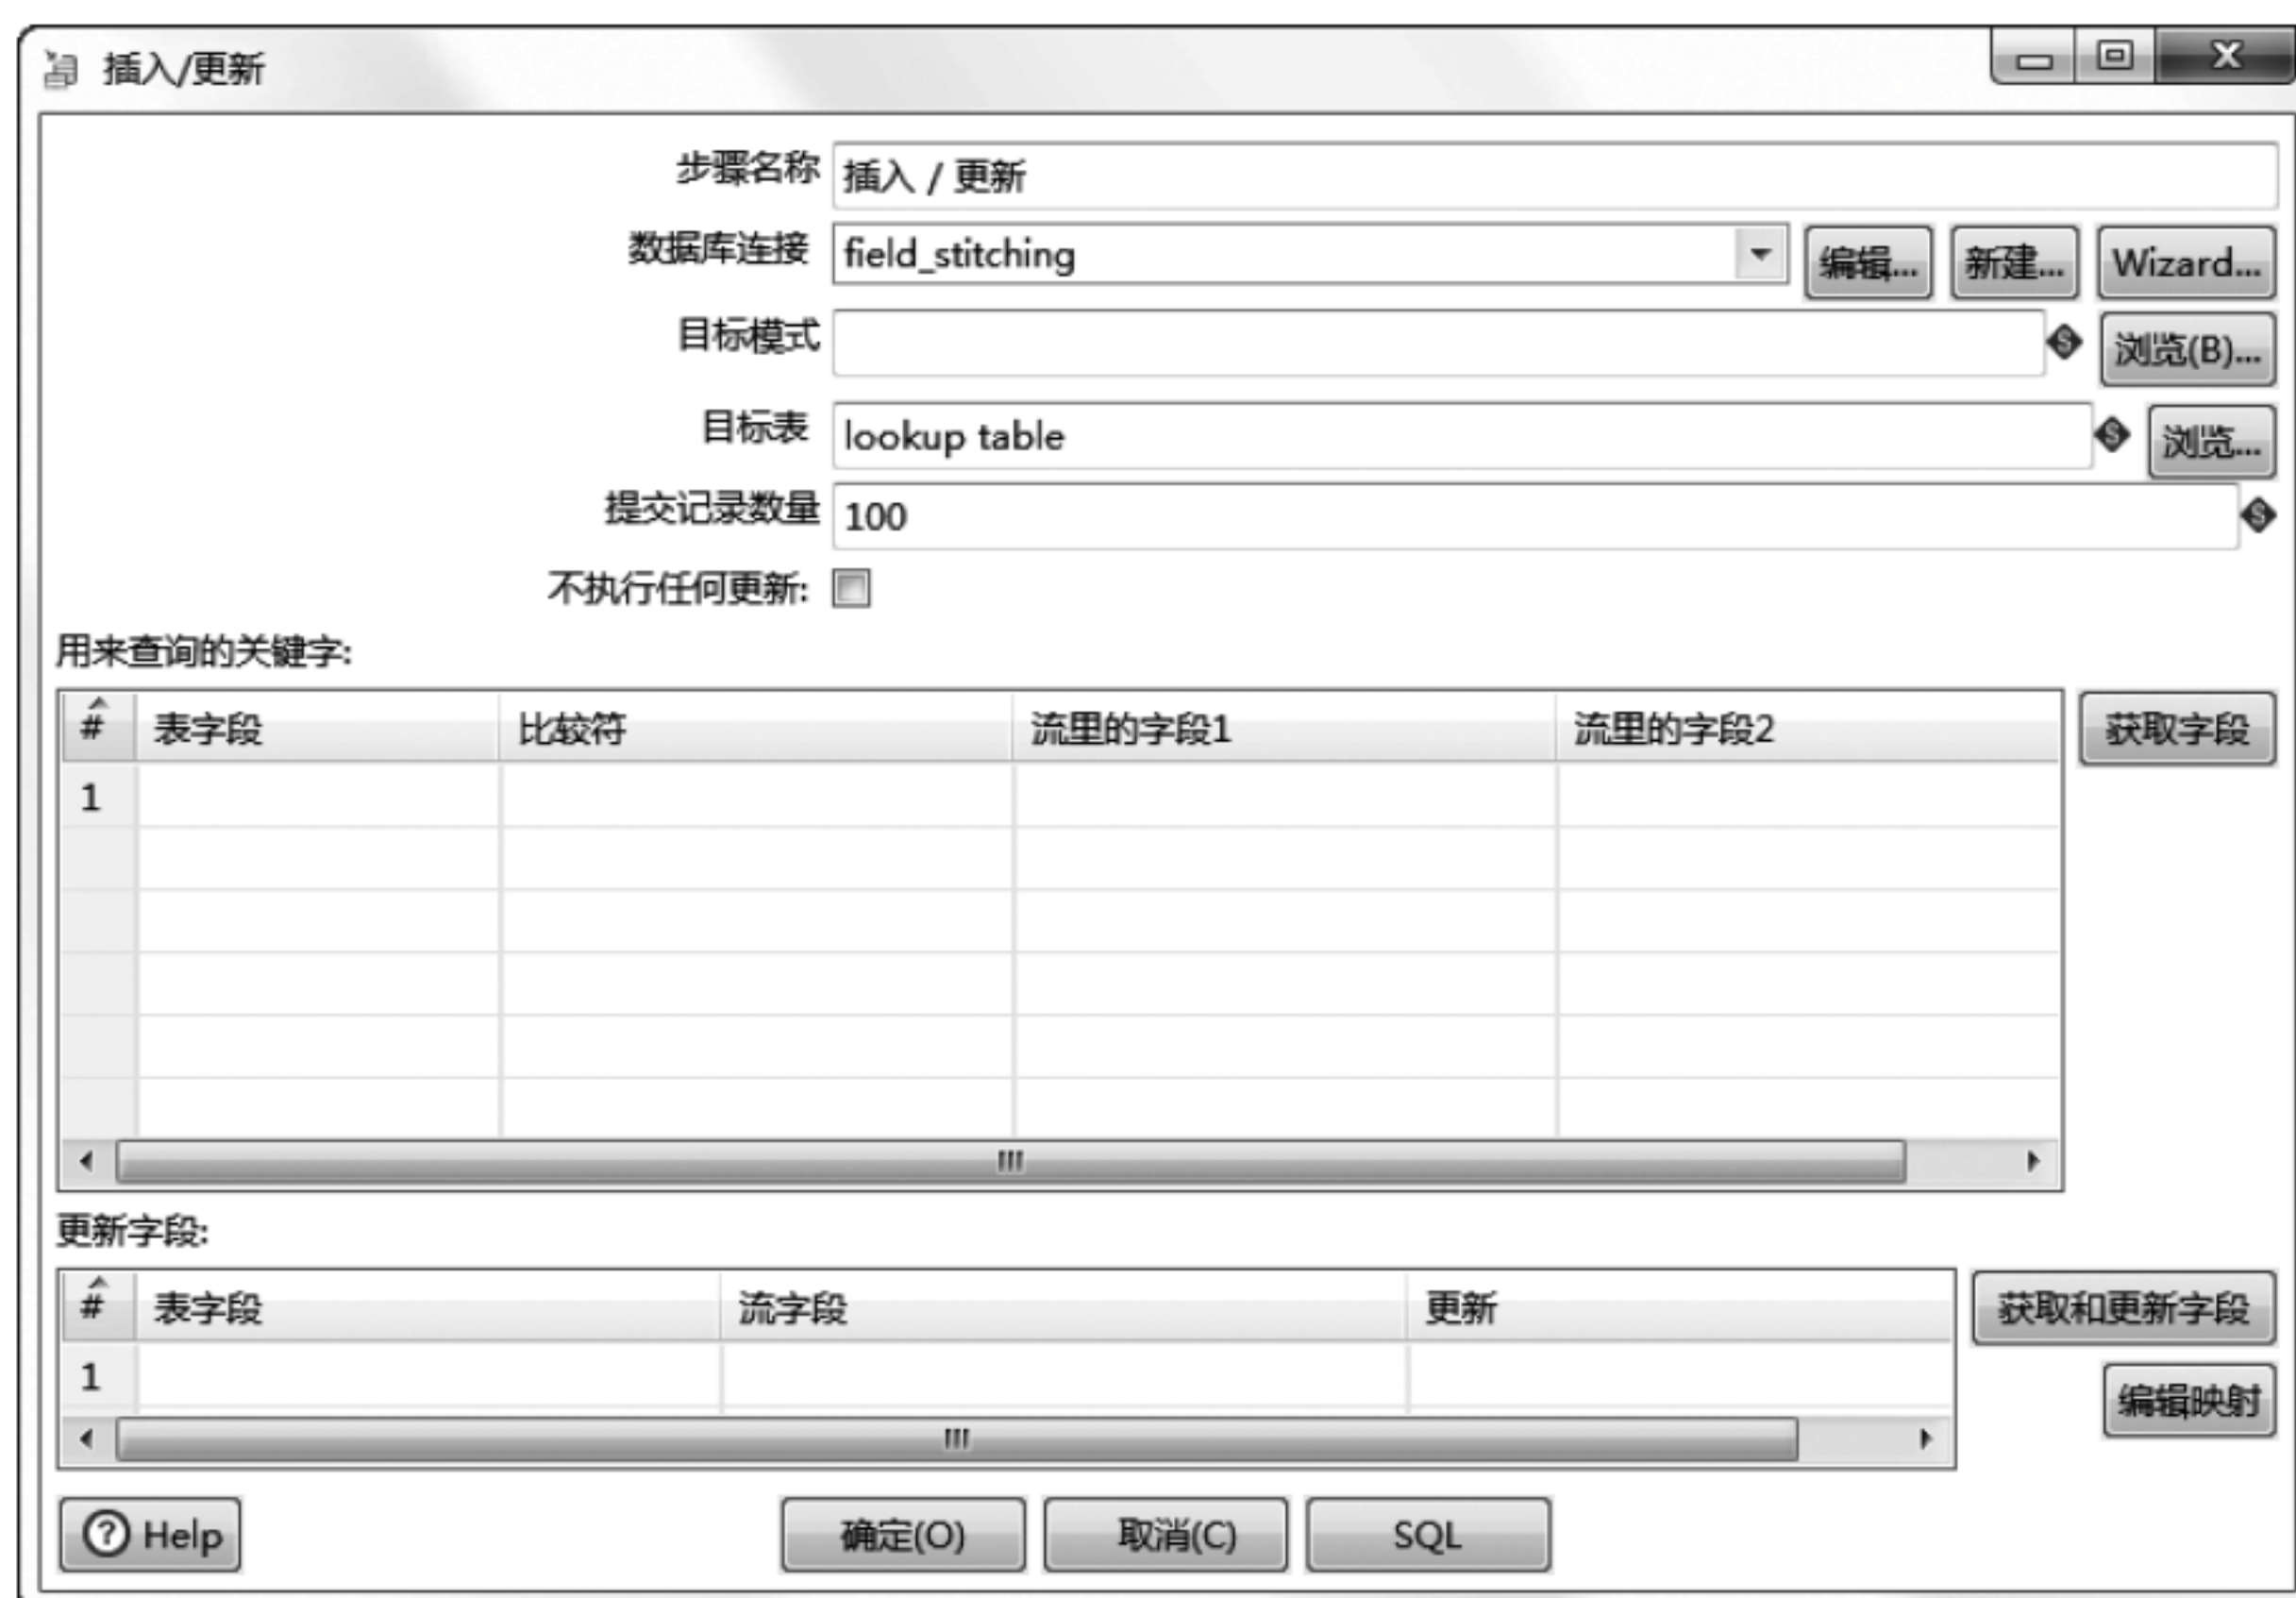 插入/更新
步骤名称 插入 / 更新
数据库连接 field_stitching 编辑... 新建... Wizard...
目标模式 浏览(B)...
目标表 lookup table 浏览...
提交记录数量 100
不执行任何更新:
用来查询的关键字:
# 表字段 比较符 流里的字段1 流里的字段2 获取字段
1
更新字段:
# 表字段 流字段 更新 获取和更新字段
1
编辑映射
Help 确定(O) 取消(C) SQL